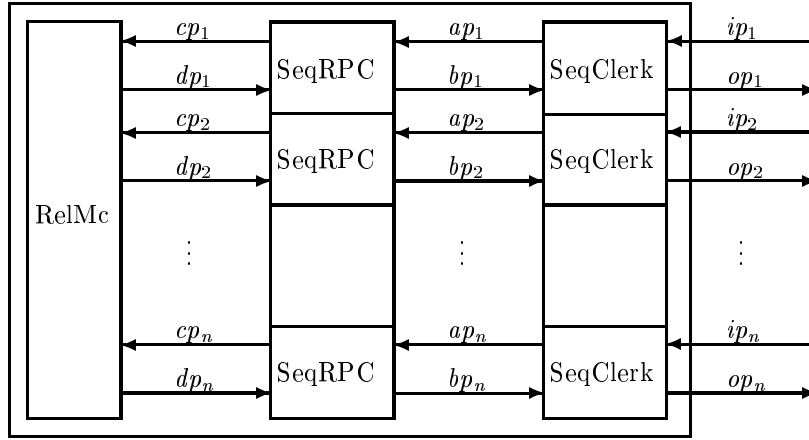 cp₁ ap₁ ip₁
SeqRPC SeqClerk
dp₁ bp₁ op₁
cp₂ ap₂ ip₂
SeqRPC SeqClerk
dp₂ bp₂ op₂
RelMc
⋮ ⋮ ⋮
cpₙ apₙ ipₙ
SeqRPC SeqClerk
dpₙ bpₙ opₙ